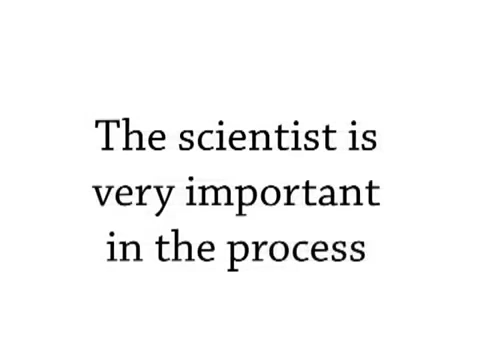 The scientist is
very important
in the process